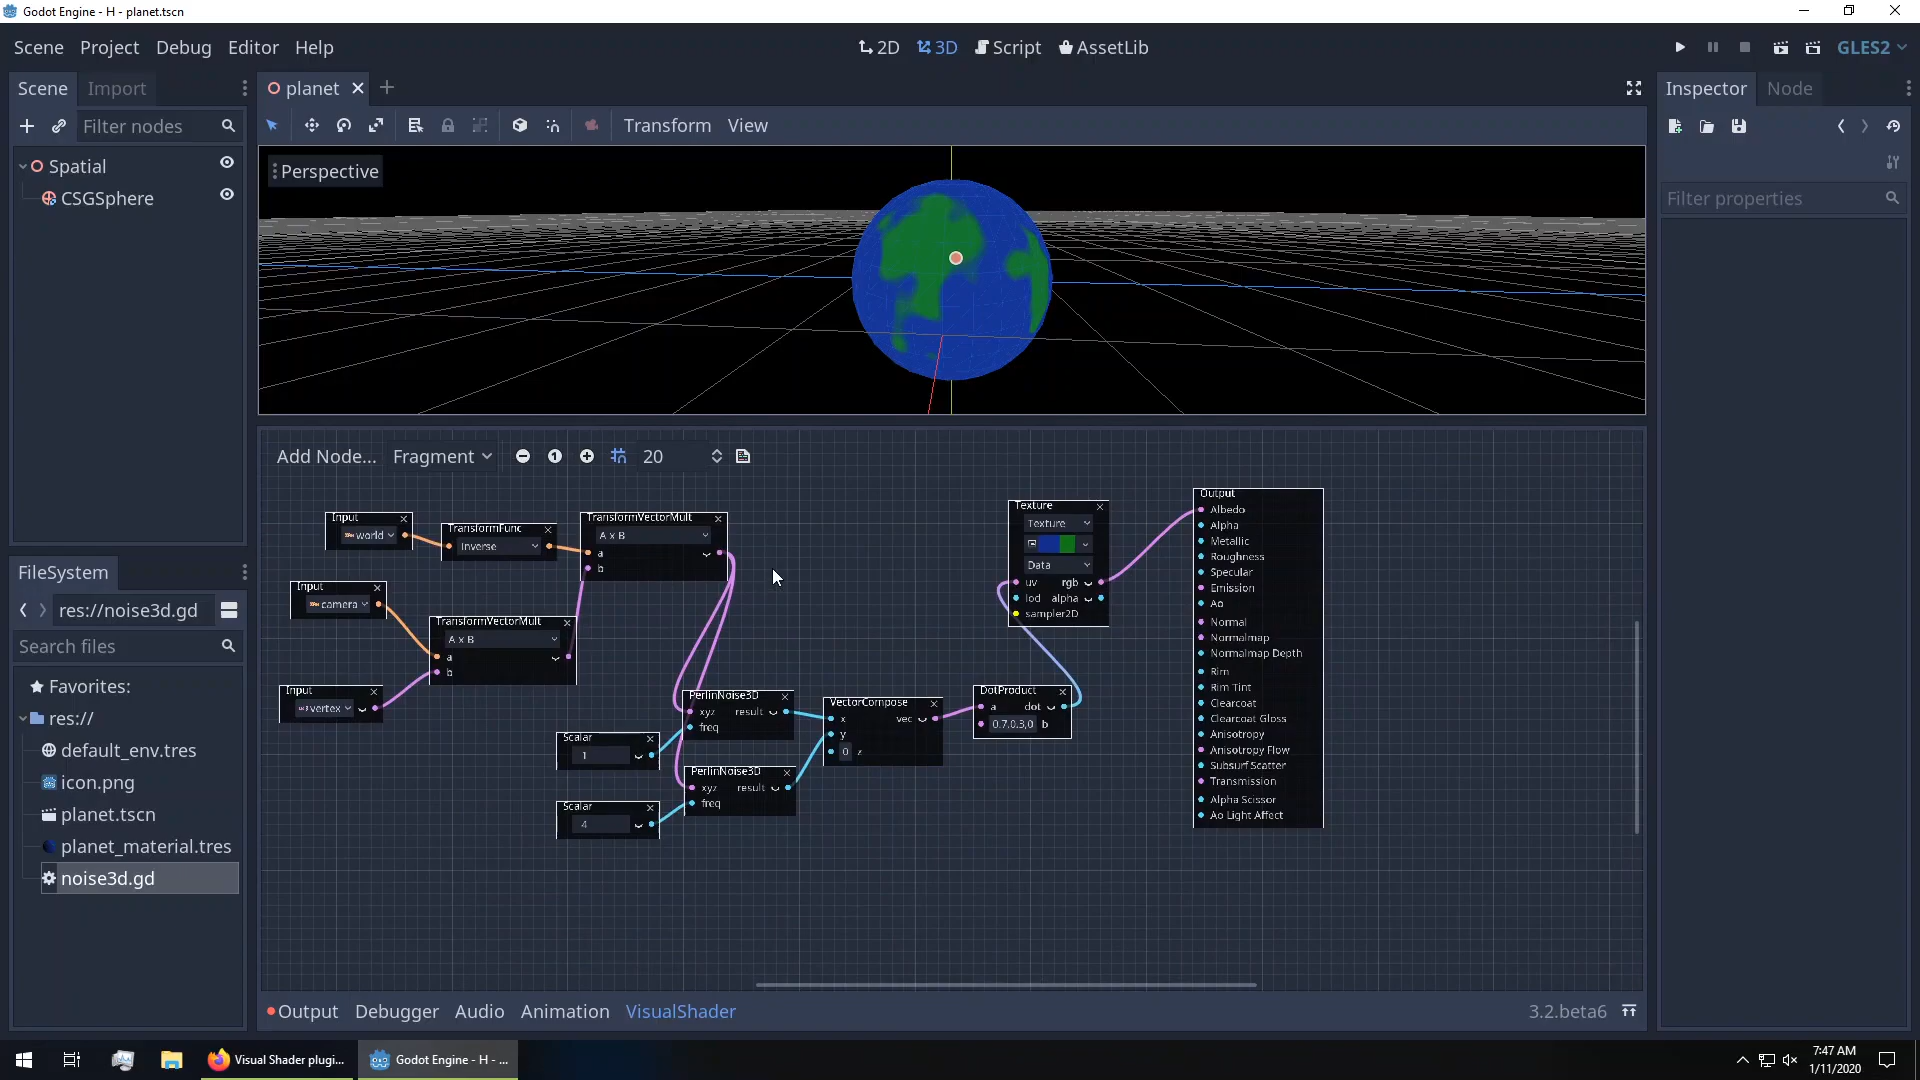 Godot Engine - H - planet.tscn
Scene Project Debug Editor Help
2D 3D Script AssetLib
GLES2
Scene Import
planet
Inspector Node
Filter nodes
Transform View
Spatial
CSGSphere
Perspective
Filter properties
Add Node... Fragment 1 20
Input
world
TransformFunc
Inverse
TransformVectorMult
A x B
a
b
Input
camera
TransformVectorMult
A x B
a
b
Input
vertex
Scalar
1
Scalar
4
PerlinNoise3D
xyz result
freq
PerlinNoise3D
xyz result
freq
VectorCompose
x vec
y
0 z
DotProduct
a dot
0.7,0.3,0 b
Texture
Texture
Data
uv rgb
lod alpha
sampler2D
Output
Albedo
Alpha
Metallic
Roughness
Specular
Emission
Ao
Normal
Normalmap
Normalmap Depth
Rim
Rim Tint
Clearcoat
Clearcoat Gloss
Anisotropy
Anisotropy Flow
Subsurf Scatter
Transmission
Alpha Scissor
Ao Light Affect
FileSystem
res://noise3d.gd
Search files
Favorites:
res://
default_env.tres
icon.png
planet.tscn
planet_material.tres
noise3d.gd
Output Debugger Audio Animation VisualShader
3.2.beta6
Visual Shader plugi...
Godot Engine - H - ...
7:47 AM
1/11/2020